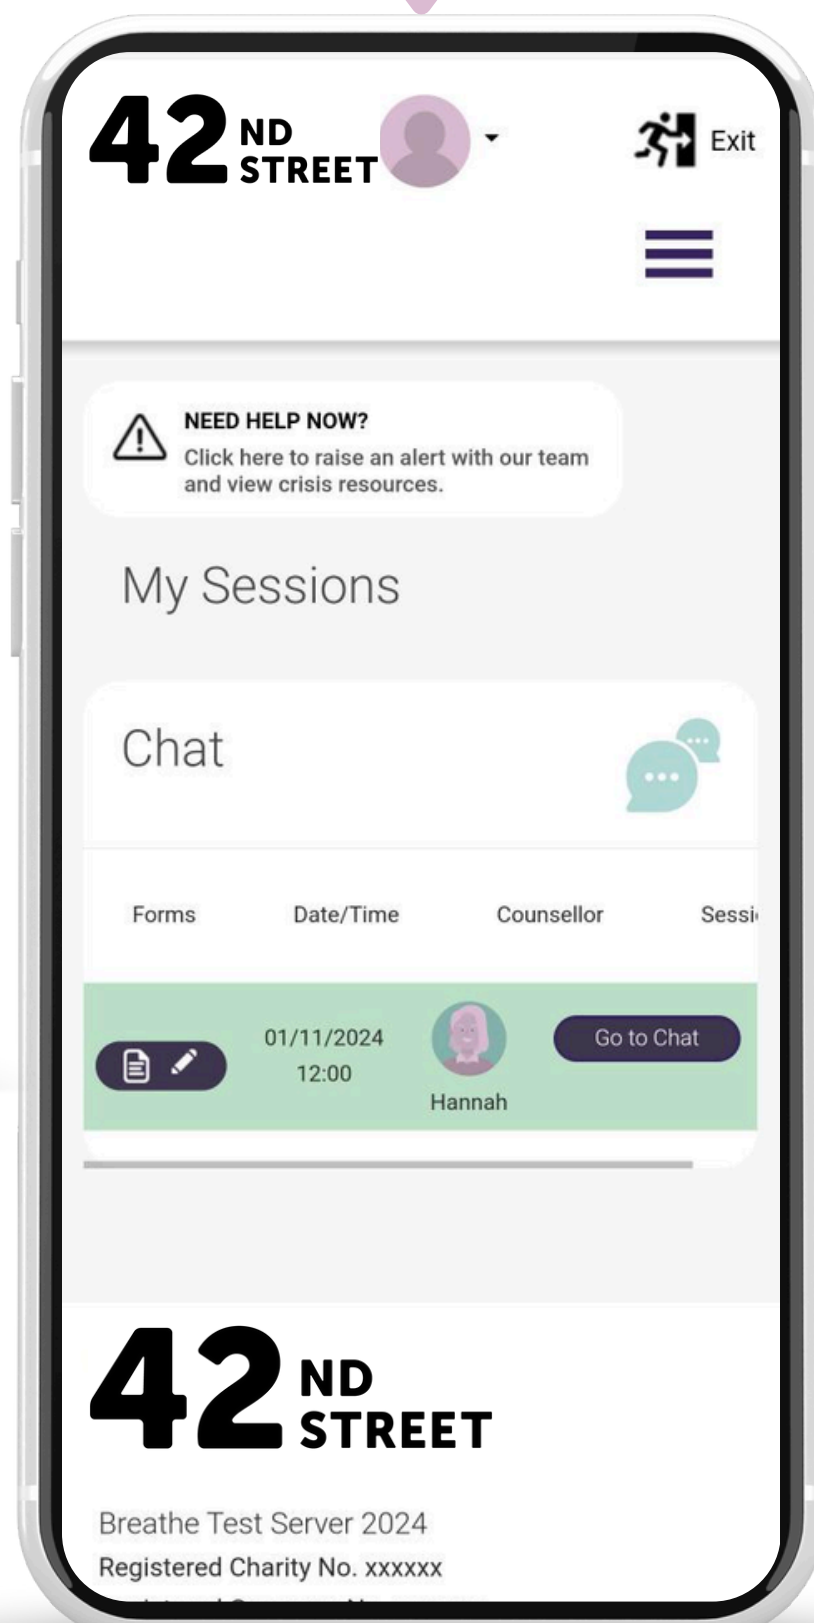 42 ND STREET
Exit
NEED HELP NOW?
Click here to raise an alert with our team
and view crisis resources.
My Sessions
Chat
Forms Date/Time Counsellor
01/11/2024
12:00
Go to Chat
Hannah
42 ND STREET
Breathe Test Server 2024
Registered Charity No. xxxxxx